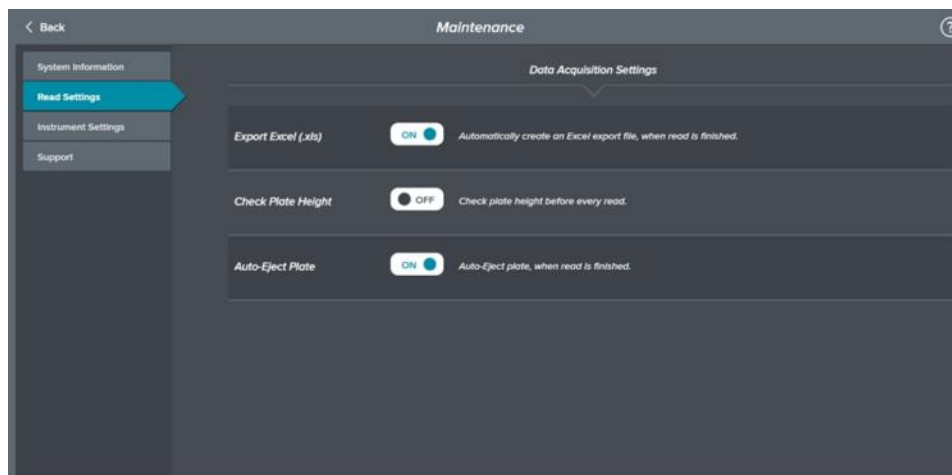 Back
Maintenance
?
System Information
Read Settings
Instrument Settings
Support
Data Acquisition Settings
Export Excel (.xls) ON Automatically create an Excel export file, when read is finished.
Check Plate Height OFF Check plate height before every read.
Auto-Eject Plate ON Auto-Eject plate, when read is finished.